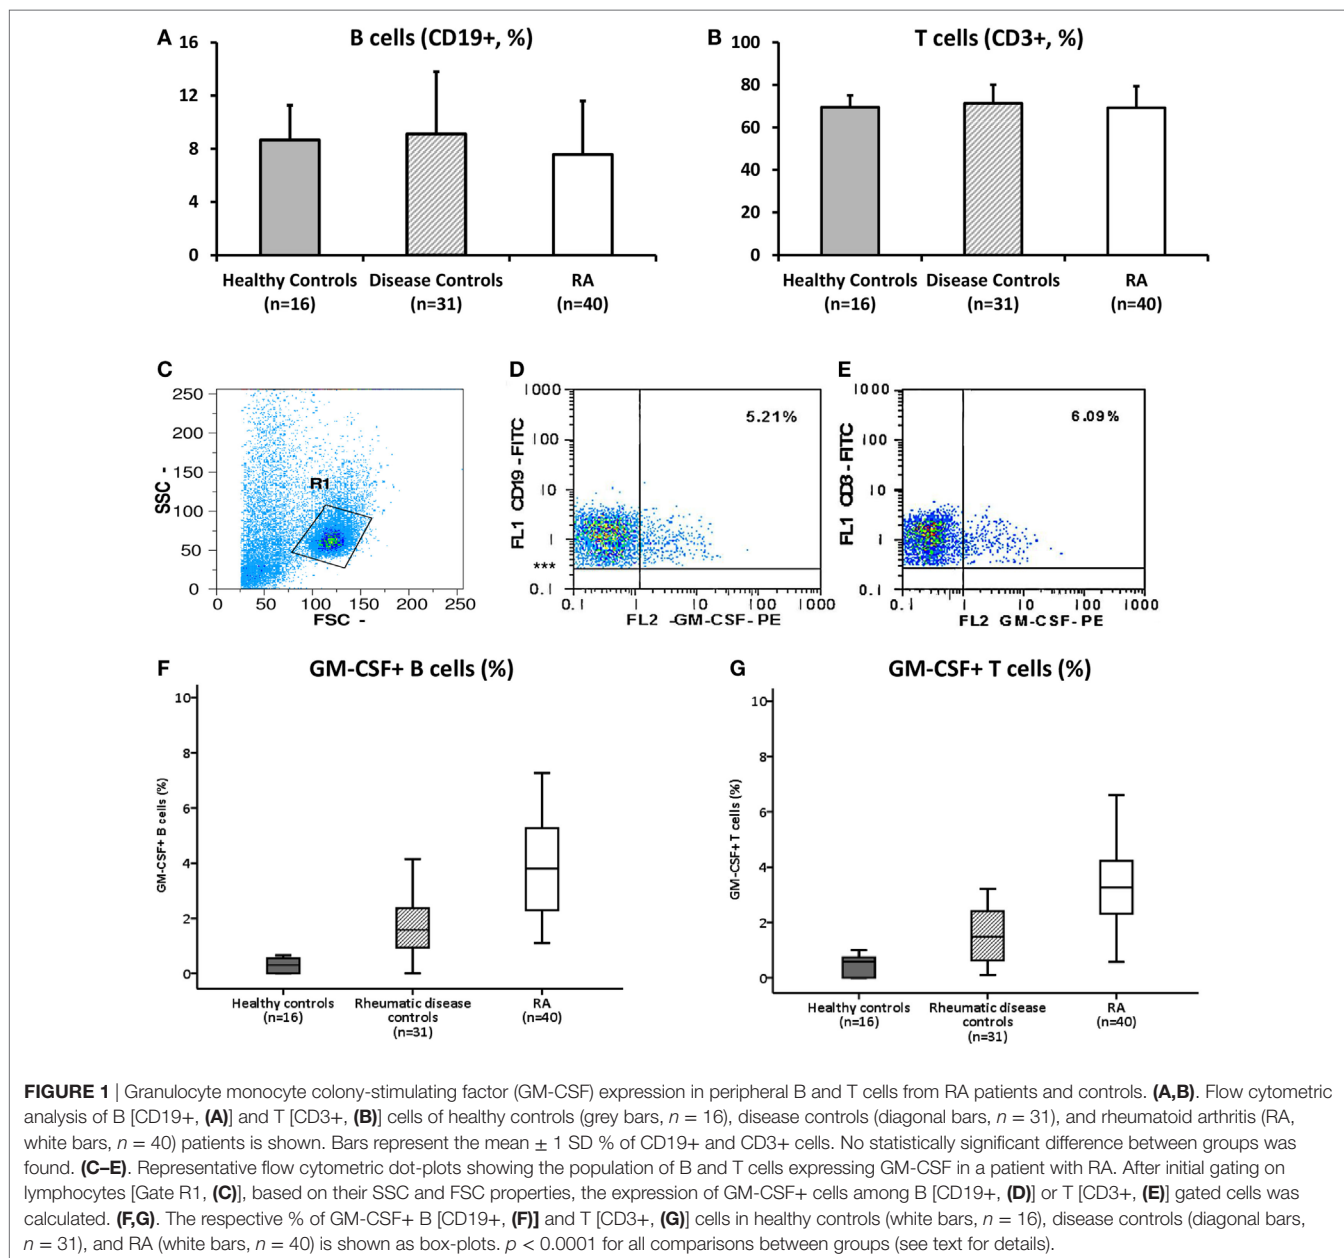 A
B cells (CD19+, %)
16
12
8
4
0
Healthy Controls
(n=16)
Disease Controls
(n=31)
RA
(n=40)
B
T cells (CD3+, %)
100
80
60
40
20
0
Healthy Controls
(n=16)
Disease Controls
(n=31)
RA
(n=40)
C
SSC -
250
200
150
100
50
0
R1
0 50 100 150 200 250
FSC -
D
FL1 CD19 - FITC
1000
100
10
1
***
0.1
5.21%
0.1 1 10 100 1000
FL2 -GM-CSF- PE
E
FL1 CD3 - FITC
1000
100
10
1
0.1
6.09%
0.1 1 10 100 1000
FL2 GM-CSF- PE
F
GM-CSF+ B cells (%)
GM-CSF+ B cells (%)
10
8
6
4
2
0
Healthy controls
(n=16)
Rheumatic disease
controls
(n=31)
RA
(n=40)
G
GM-CSF+ T cells (%)
GM-CSF+ T cells (%)
10
8
6
4
2
0
Healthy controls
(n=16)
Rheumatic disease
controls
(n=31)
RA
(n=40)
FIGURE 1 | Granulocyte monocyte colony-stimulating factor (GM-CSF) expression in peripheral B and T cells from RA patients and controls. (A,B). Flow cytometric
analysis of B [CD19+, (A)] and T [CD3+, (B)] cells of healthy controls (grey bars, n = 16), disease controls (diagonal bars, n = 31), and rheumatoid arthritis (RA,
white bars, n = 40) patients is shown. Bars represent the mean ± 1 SD % of CD19+ and CD3+ cells. No statistically significant difference between groups was
found. (C–E). Representative flow cytometric dot-plots showing the population of B and T cells expressing GM-CSF in a patient with RA. After initial gating on
lymphocytes [Gate R1, (C)], based on their SSC and FSC properties, the expression of GM-CSF+ cells among B [CD19+, (D)] or T [CD3+, (E)] gated cells was
calculated. (F,G). The respective % of GM-CSF+ B [CD19+, (F)] and T [CD3+, (G)] cells in healthy controls (white bars, n = 16), disease controls (diagonal bars,
n = 31), and RA (white bars, n = 40) is shown as box-plots. p < 0.0001 for all comparisons between groups (see text for details).